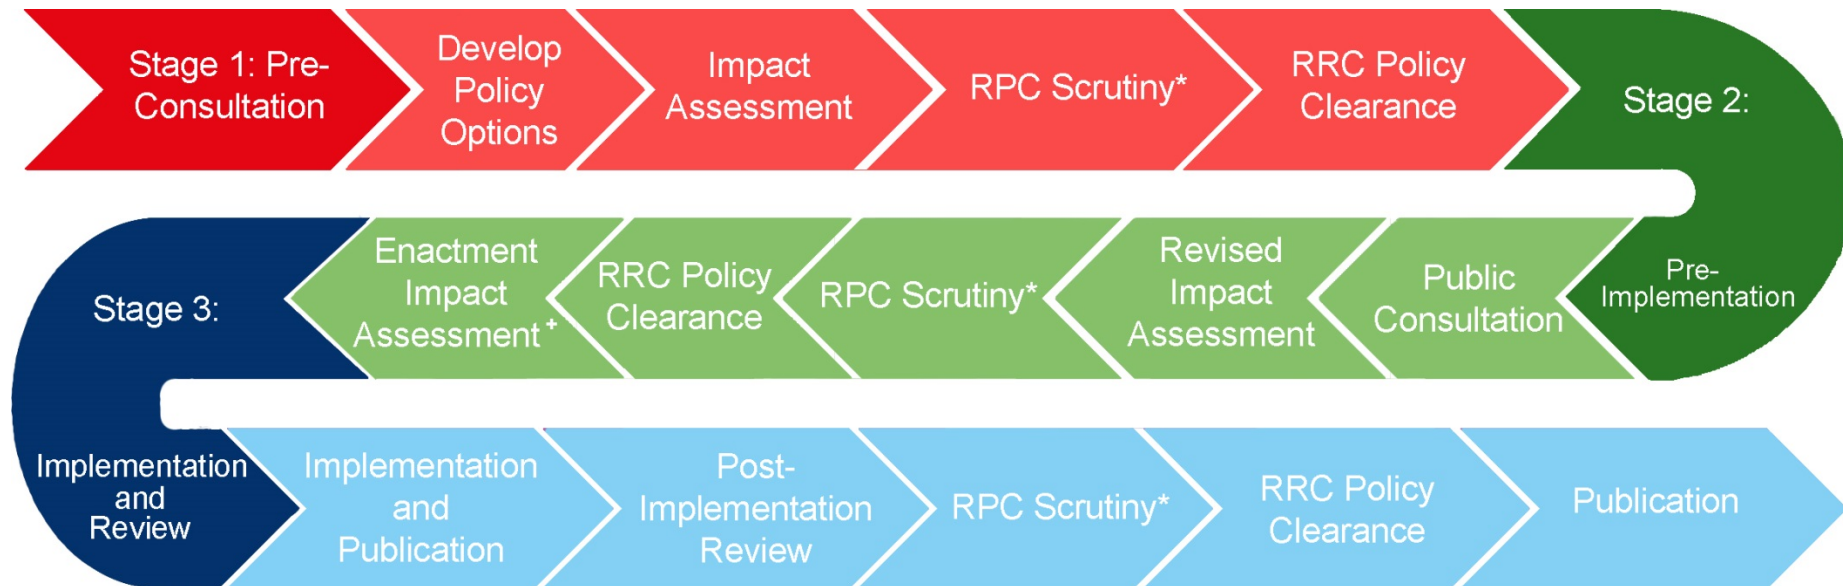 Stage 1: Pre-
Consultation
Develop
Policy
Options
Impact
Assessment
RPC Scrutiny*
RRC Policy
Clearance
Stage 2:
Pre-
Implementation
Public
Consultation
Revised
Impact
Assessment
RPC Scrutiny*
RRC Policy
Clearance
Enactment
Impact
Assessment+
Stage 3:
Implementation
and
Review
Implementation
and
Publication
Post-
Implementation
Review
RPC Scrutiny*
RRC Policy
Clearance
Publication